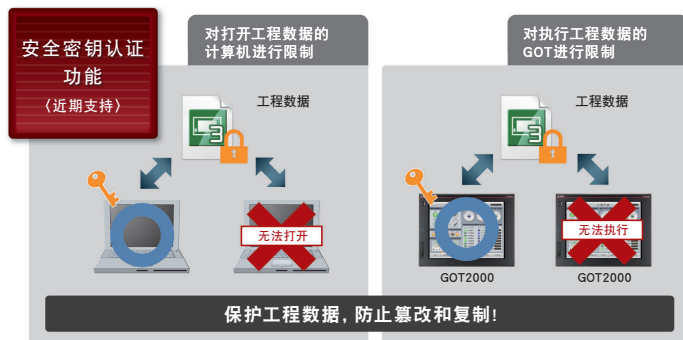 安全密钥认证
功能
〈近期支持〉
对打开工程数据的
计算机进行限制
工程数据
3
无法打开
对执行工程数据的
GOT进行限制
工程数据
3
无法执行
GOT2000
GOT2000
保护工程数据, 防止篡改和复制!